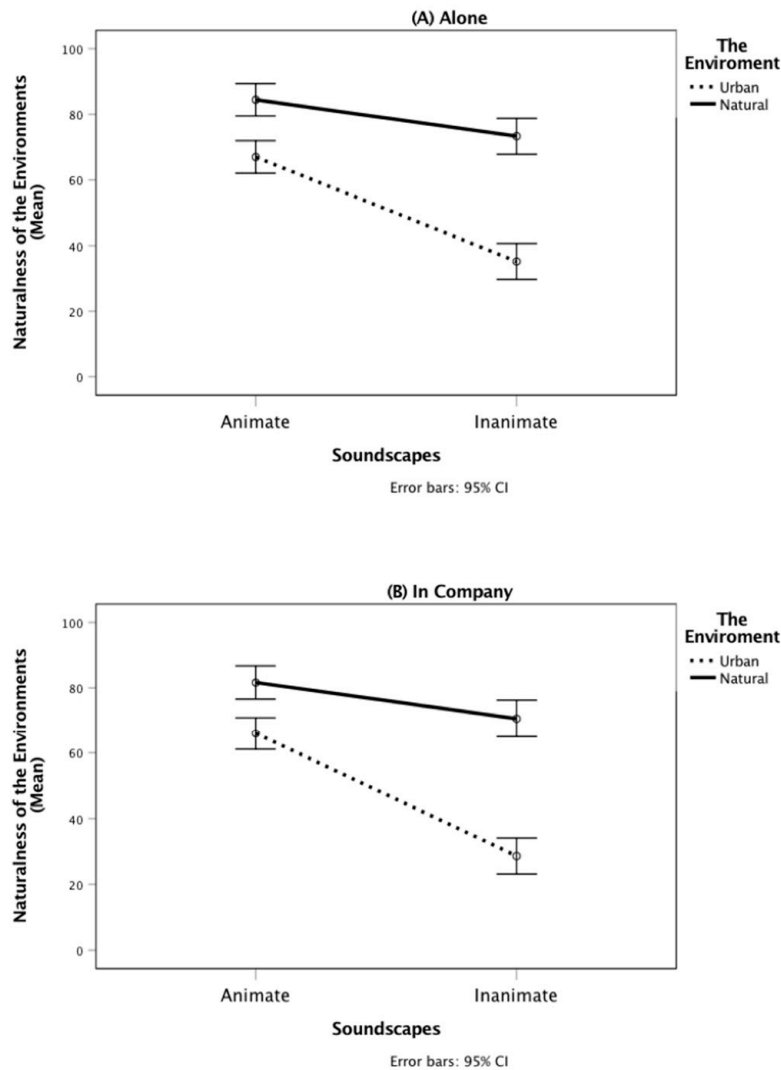 (A) Alone
The
Enviroment
Urban
Natural
Naturalness of the Environments
(Mean)
100
80
60
40
20
0
Animate Inanimate
Soundscapes
Error bars: 95% CI
(B) In Company
The
Enviroment
Urban
Natural
Naturalness of the Environments
(Mean)
100
80
60
40
20
0
Animate Inanimate
Soundscapes
Error bars: 95% CI